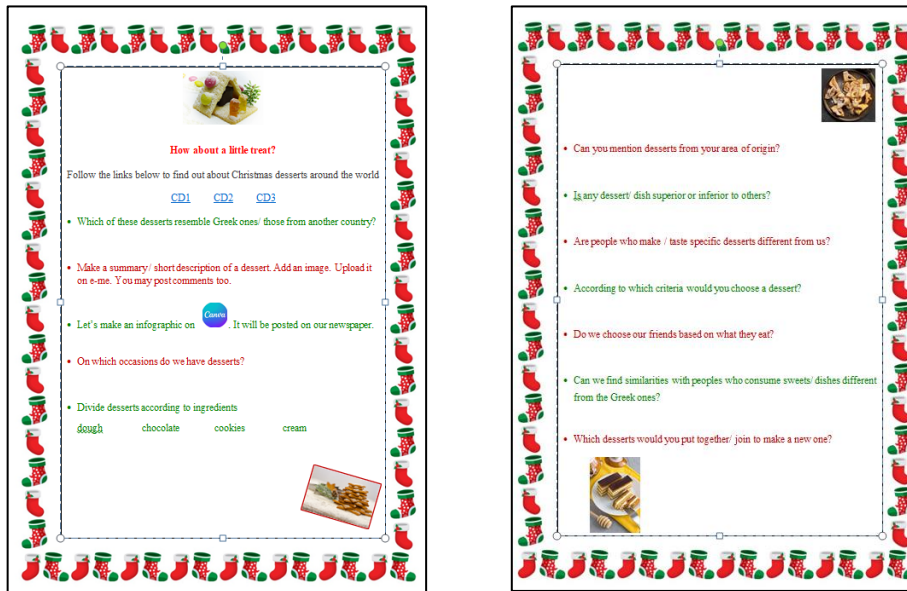 How about a little treat?
Follow the links below to find out about Christmas desserts around the world
CD1 CD2 CD3
• Which of these desserts resemble Greek ones/ those from another country?
• Make a summary/ short description of a dessert. Add an image. Upload it
on e-me. You may post comments too.
• Let's make an infographic on Canva . It will be posted on our newspaper.
• On which occasions do we have desserts?
• Divide desserts according to ingredients
dough chocolate cookies cream
• Can you mention desserts from your area of origin?
• Is any dessert/ dish superior or inferior to others?
• Are people who make / taste specific desserts different from us?
• According to which criteria would you choose a dessert?
• Do we choose our friends based on what they eat?
• Can we find similarities with peoples who consume sweets/ dishes different
from the Greek ones?
• Which desserts would you put together/ join to make a new one?